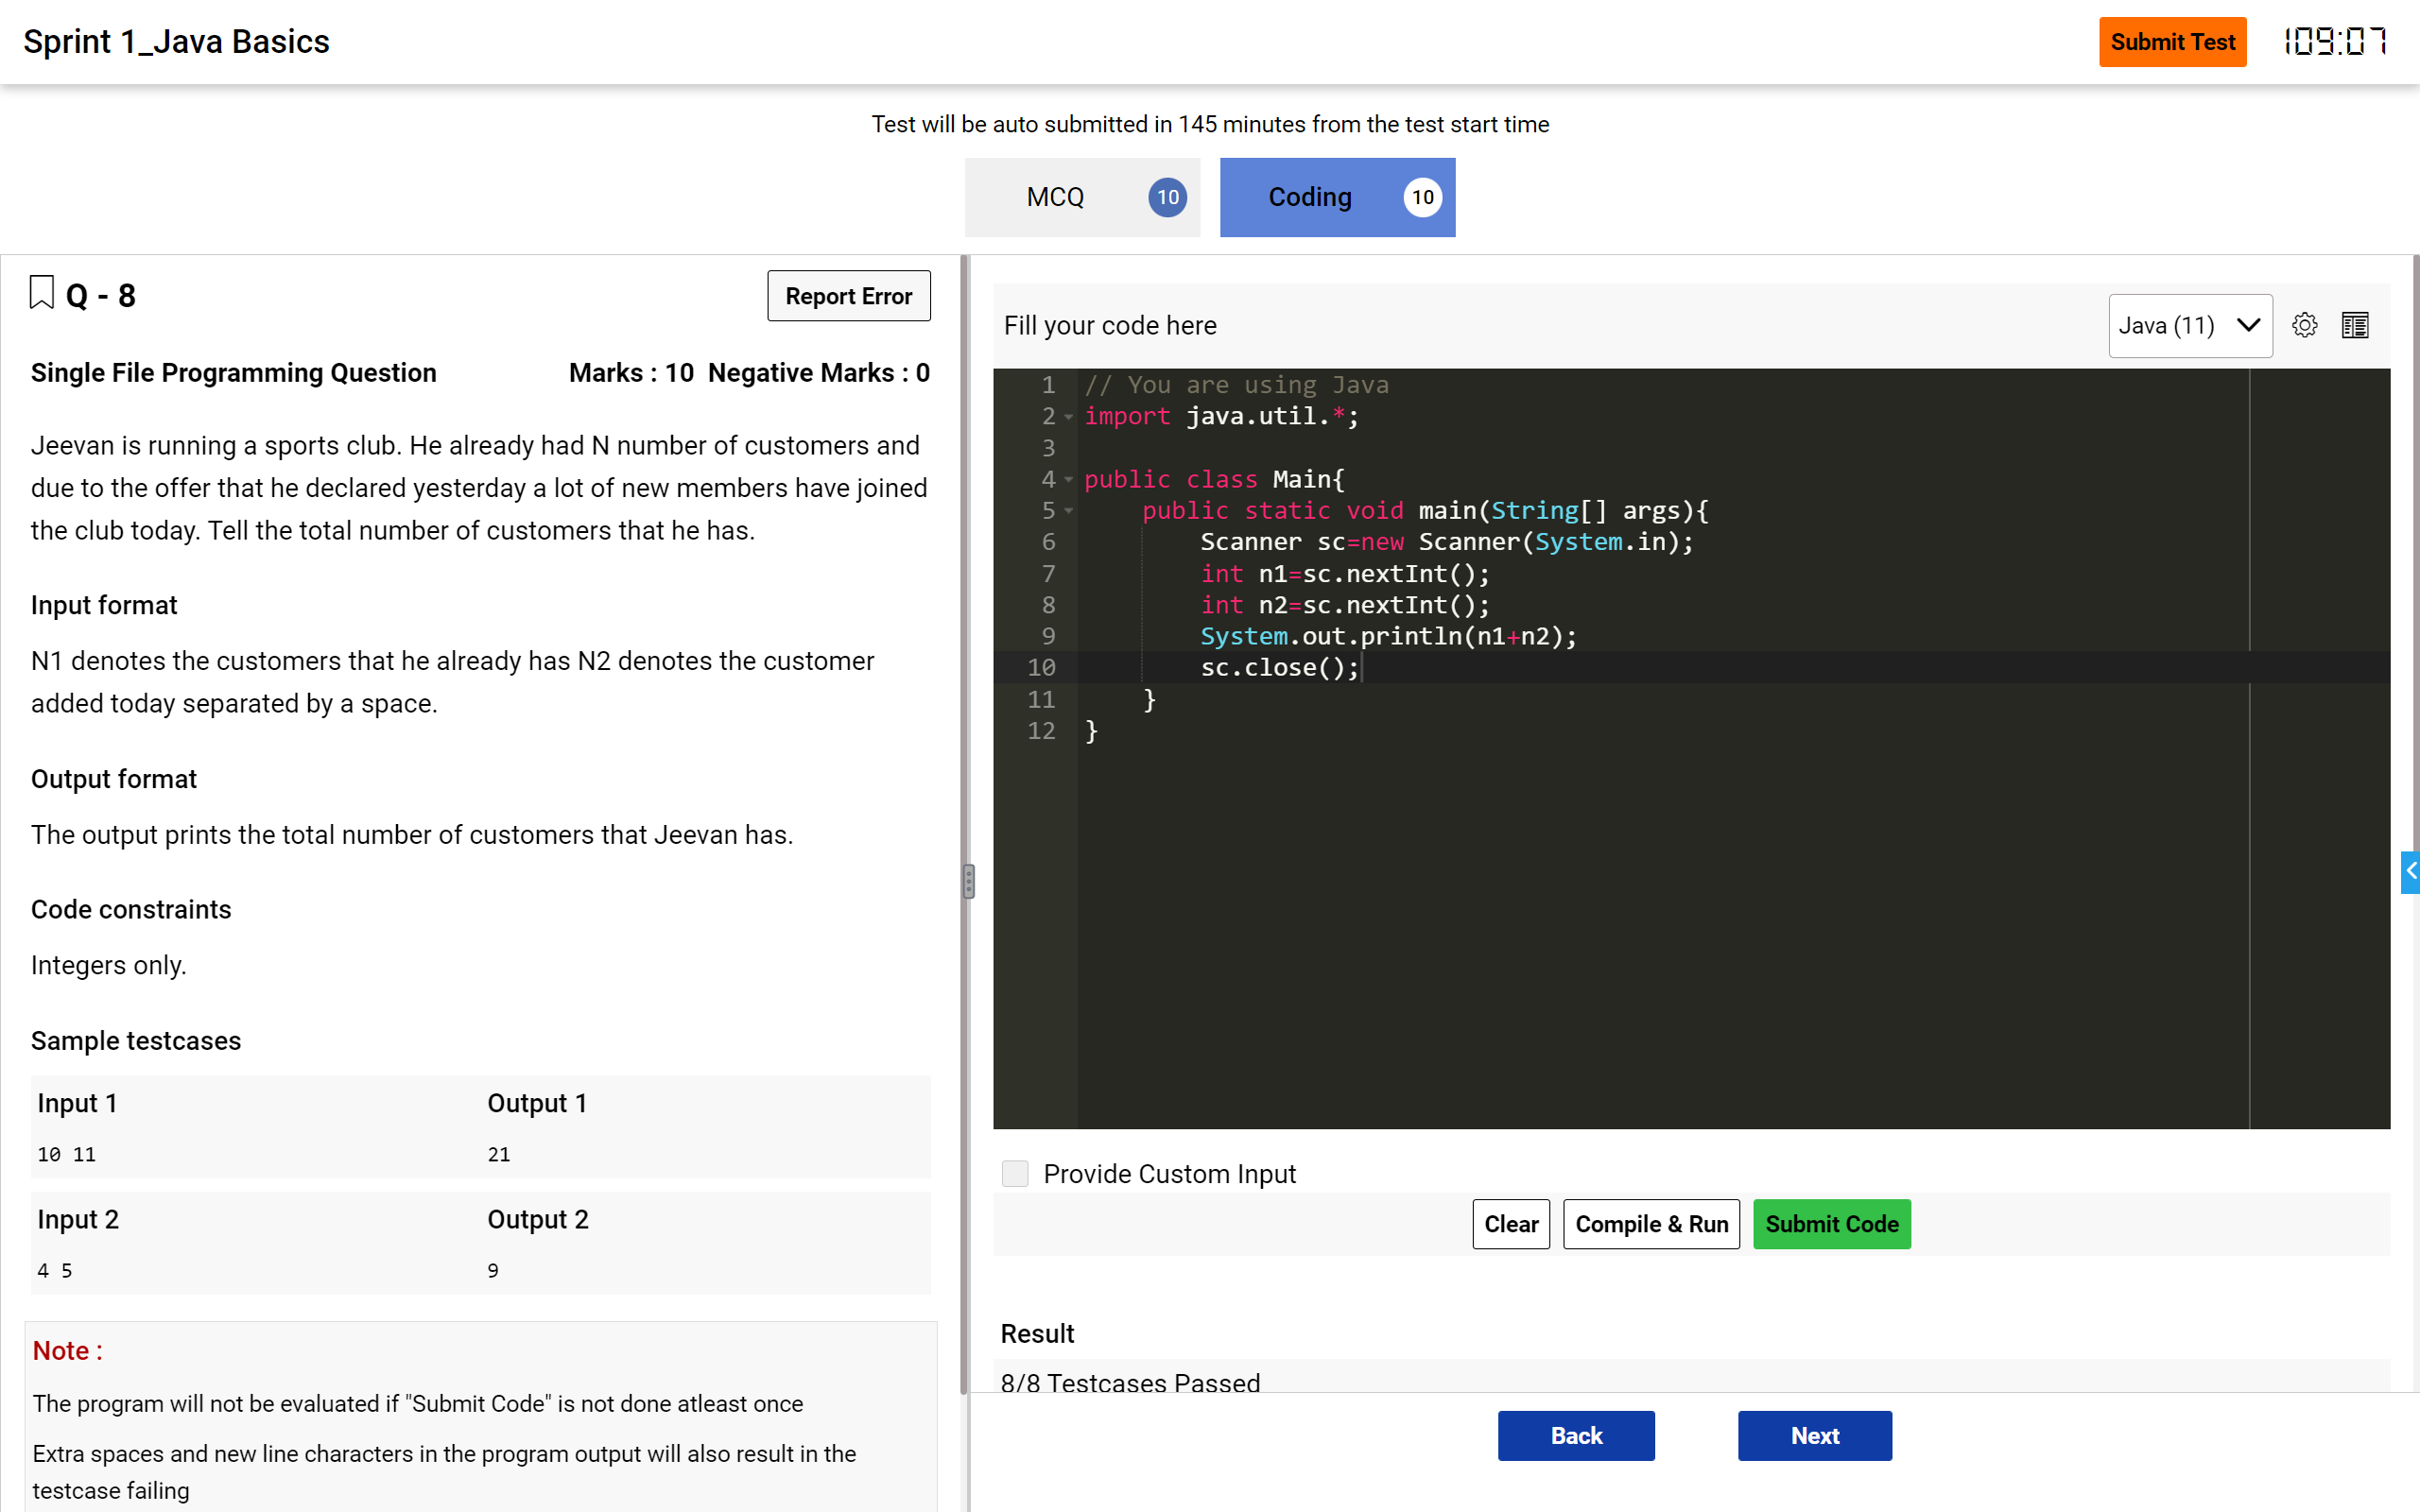 Sprint 1_Java Basics
Submit Test
109:07
Test will be auto submitted in 145 minutes from the test start time
MCQ 10
Coding 10
Q - 8
Report Error
Single File Programming Question
Marks : 10 Negative Marks : 0
Jeevan is running a sports club. He already had N number of customers and
due to the offer that he declared yesterday a lot of new members have joined
the club today. Tell the total number of customers that he has.
Input format
N1 denotes the customers that he already has N2 denotes the customer
added today separated by a space.
Output format
The output prints the total number of customers that Jeevan has.
Code constraints
Integers only.
Sample testcases
Input 1
Output 1
10 11
21
Input 2
Output 2
4 5
9
Note :
The program will not be evaluated if "Submit Code" is not done atleast once
Extra spaces and new line characters in the program output will also result in the
testcase failing
Fill your code here
Java (11)
1 // You are using Java
2 import java.util.*;
3
4 public class Main{
5 public static void main(String[] args){
6 Scanner sc=new Scanner(System.in);
7 int n1=sc.nextInt();
8 int n2=sc.nextInt();
9 System.out.println(n1+n2);
10 sc.close();
11 }
12 }
Provide Custom Input
Clear
Compile & Run
Submit Code
Result
8/8 Testcases Passed
Back
Next